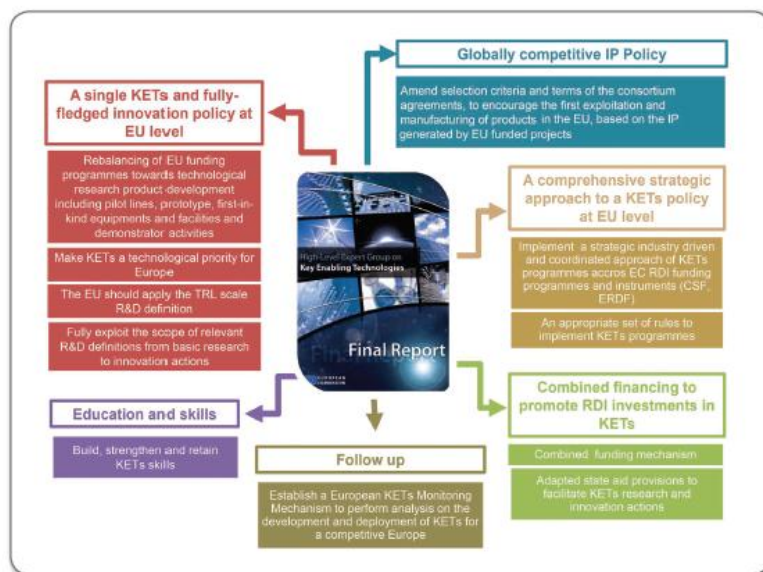 Globally competitive IP Policy
Amend selection criteria and terms of the consortium
agreements, to encourage the first exploitation and
manufacturing of products in the EU, based on the IP
generated by EU funded projects
A single KETs and fully-
fledged innovation policy at
EU level
Rebalancing of EU funding
programmes towards technological
research product development
including pilot lines, prototype, first-in-
kind equipments and facilities and
demonstrator activities
Make KETs a technological priority for
Europe
The EU should apply the TRL scale
R&D definition
Fully exploit the scope of relevant
R&D definitions from basic research
to innovation actions
High-Level Expert Group on
Key Enabling Technologies
Final Report
EUROPEAN
COMMISSION
A comprehensive strategic
approach to a KETs policy
at EU level
Implement a strategic industry driven
and coordinated approach of KETs
programmes accros EC RDI funding
programmes and instruments (CSF,
ERDF)
An appropriate set of rules to
implement KETs programmes
Education and skills
Build, strengthen and retain
KETs skills
Follow up
Establish a European KETs Monitoring
Mechanism to perform analysis on the
development and deployment of KETs for
a competitive Europe
Combined financing to
promote RDI investments in
KETs
Combined funding mechanism
Adapted state aid provisions to
facilitate KETs research and
innovation actions